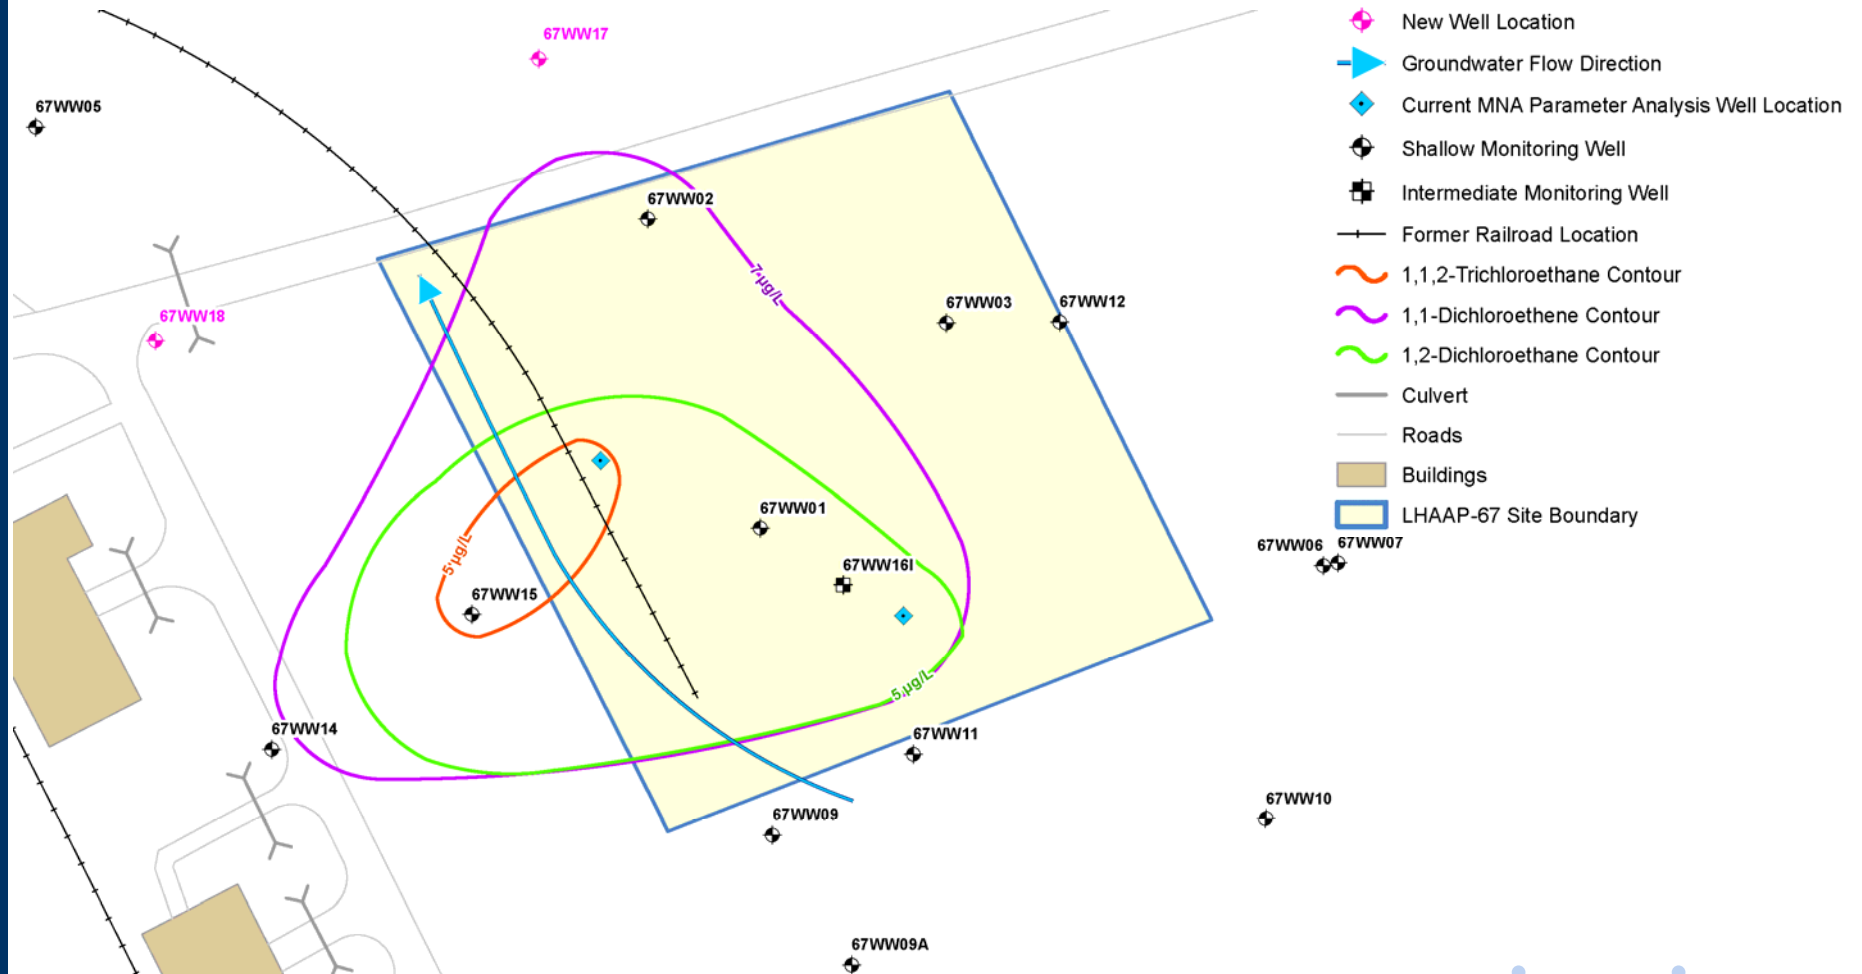 67WW17
67WW05
67WW02
7 µg/L
67WW03
67WW12
67WW18
67WW01
67WW16I
5 µg/L
67WW15
67WW06
67WW07
5 µg/L
67WW14
67WW11
67WW09
67WW10
67WW09A
New Well Location
Groundwater Flow Direction
Current MNA Parameter Analysis Well Location
Shallow Monitoring Well
Intermediate Monitoring Well
Former Railroad Location
1,1,2-Trichloroethane Contour
1,1-Dichloroethene Contour
1,2-Dichloroethane Contour
Culvert
Roads
Buildings
LHAAP-67 Site Boundary